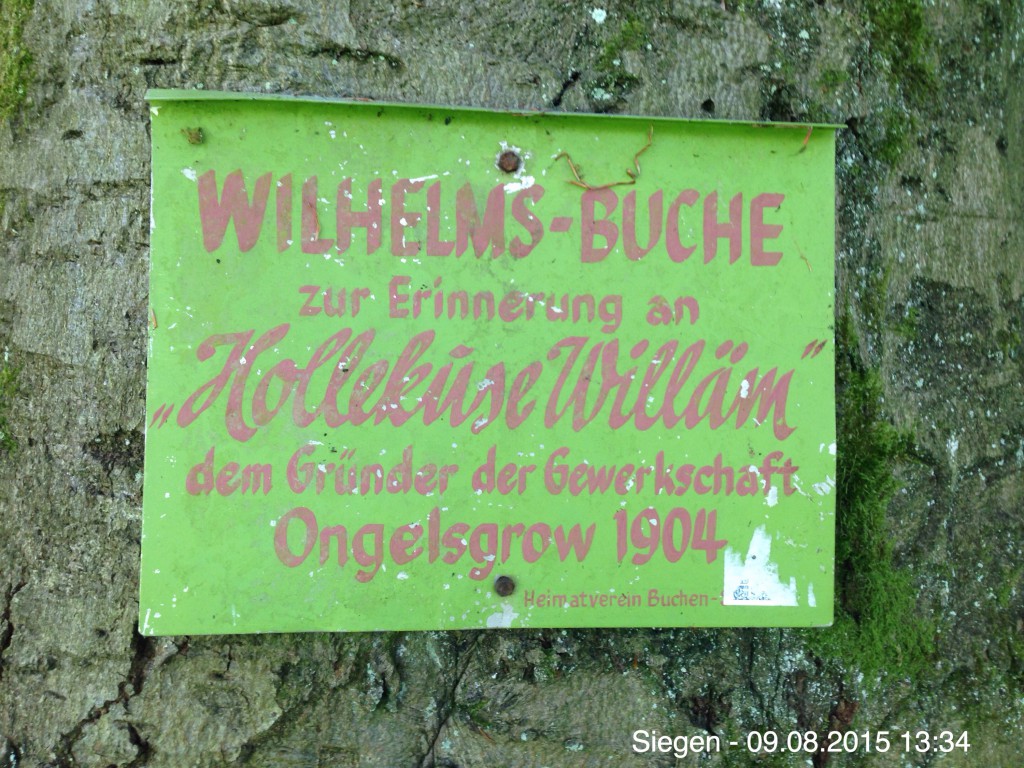 WILHELMS-BUCHE
zur Erinnerung an
„Hollekuse Willäm"
dem Gründer der Gewerkschaft
Ongelsgrow 1904
Heimatverein Buchen-
Siegen - 09.08.2015 13:34